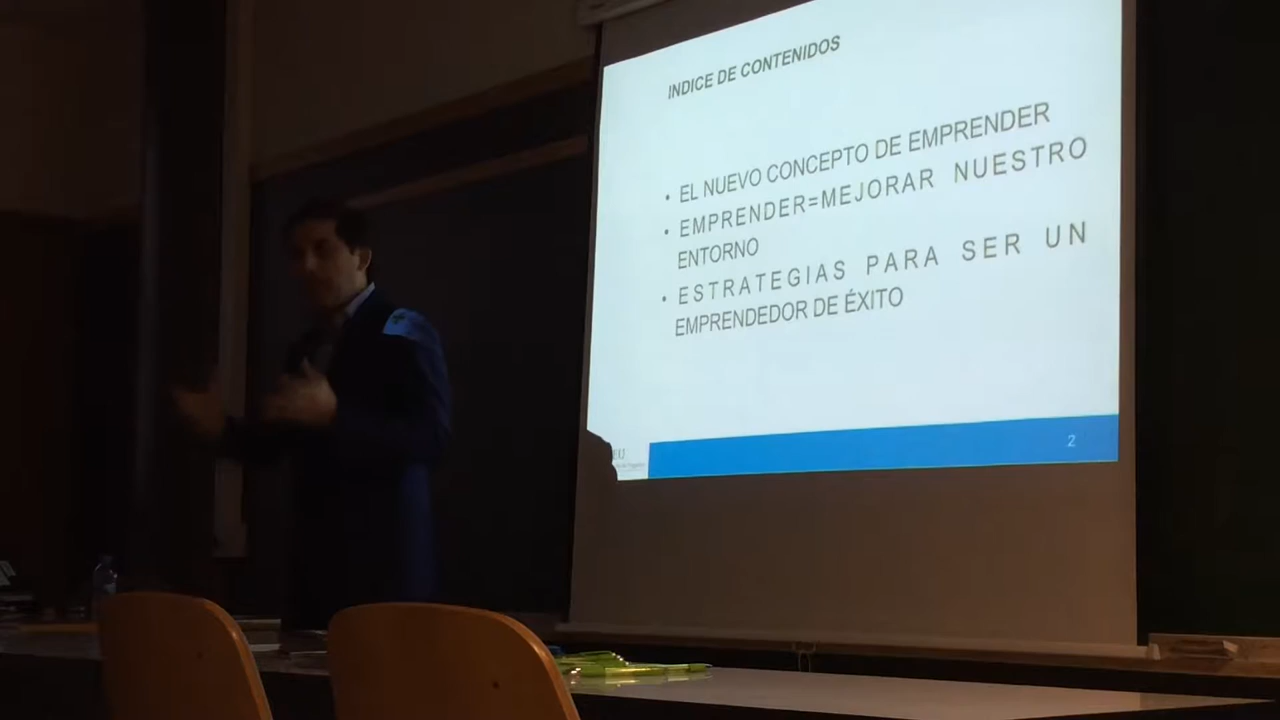 INDICE DE CONTENIDOS
• EL NUEVO CONCEPTO DE EMPRENDER
• EMPRENDER=MEJORAR NUESTRO
ENTORNO
• ESTRATEGIAS PARA SER UN
EMPRENDEDOR DE ÉXITO
2